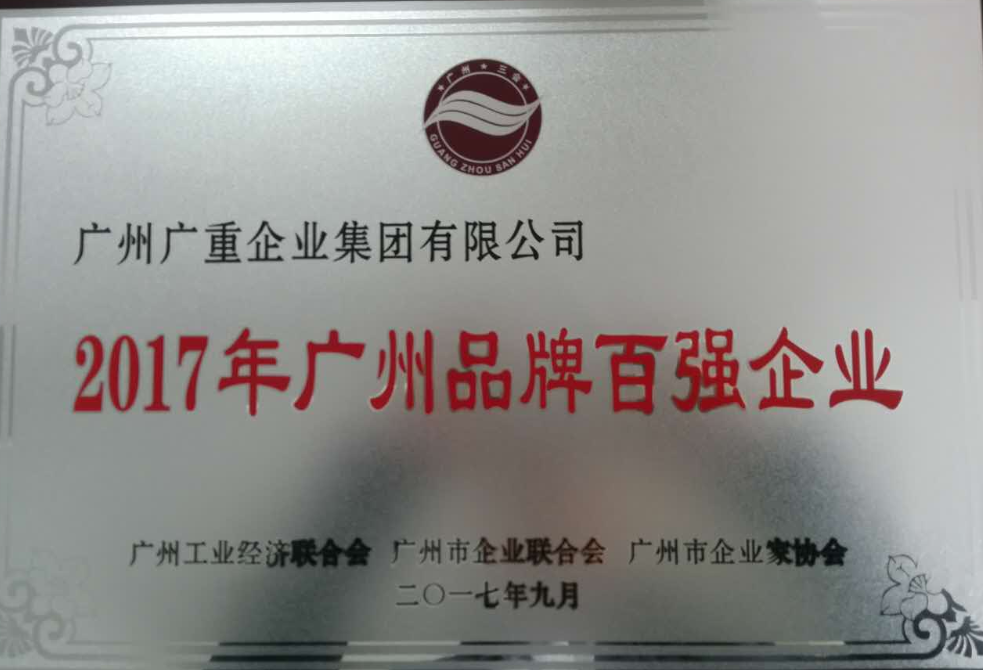 ★广州★三会★
GUANG ZHOU SAN HUI
广州广重企业集团有限公司
2017年广州品牌百强企业
广州工业经济联合会 广州市企业联合会 广州市企业家协会
二〇一七年九月